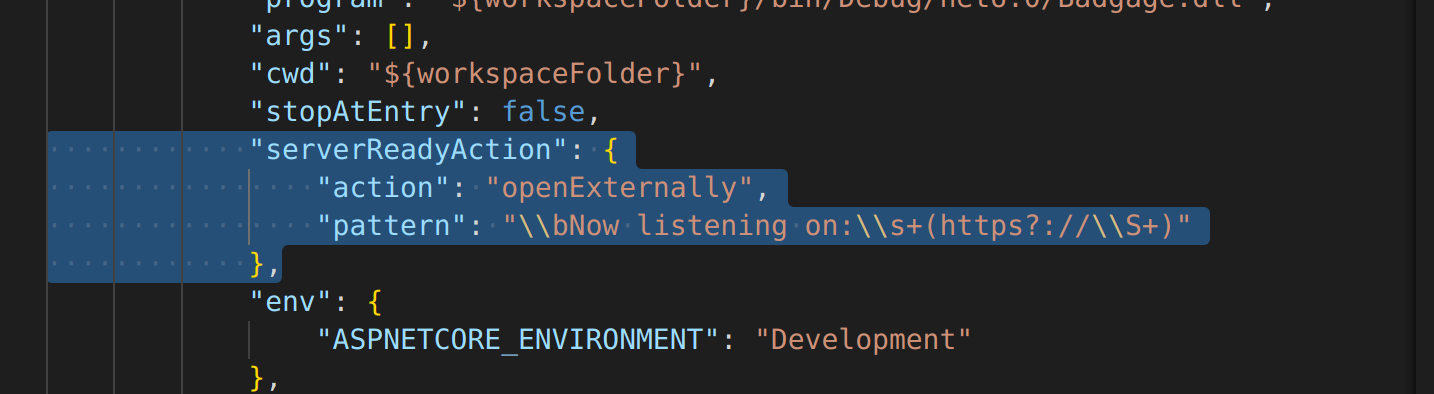 "program": "${workspaceFolder}/bin/Debug/net6.0/Badgage.dll",
"args": [],
"cwd": "${workspaceFolder}",
"stopAtEntry": false,
"serverReadyAction": {
"action": "openExternally",
"pattern": "\\bNow listening on:\\s+(https?://\\S+)"
},
"env": {
"ASPNETCORE_ENVIRONMENT": "Development"
},